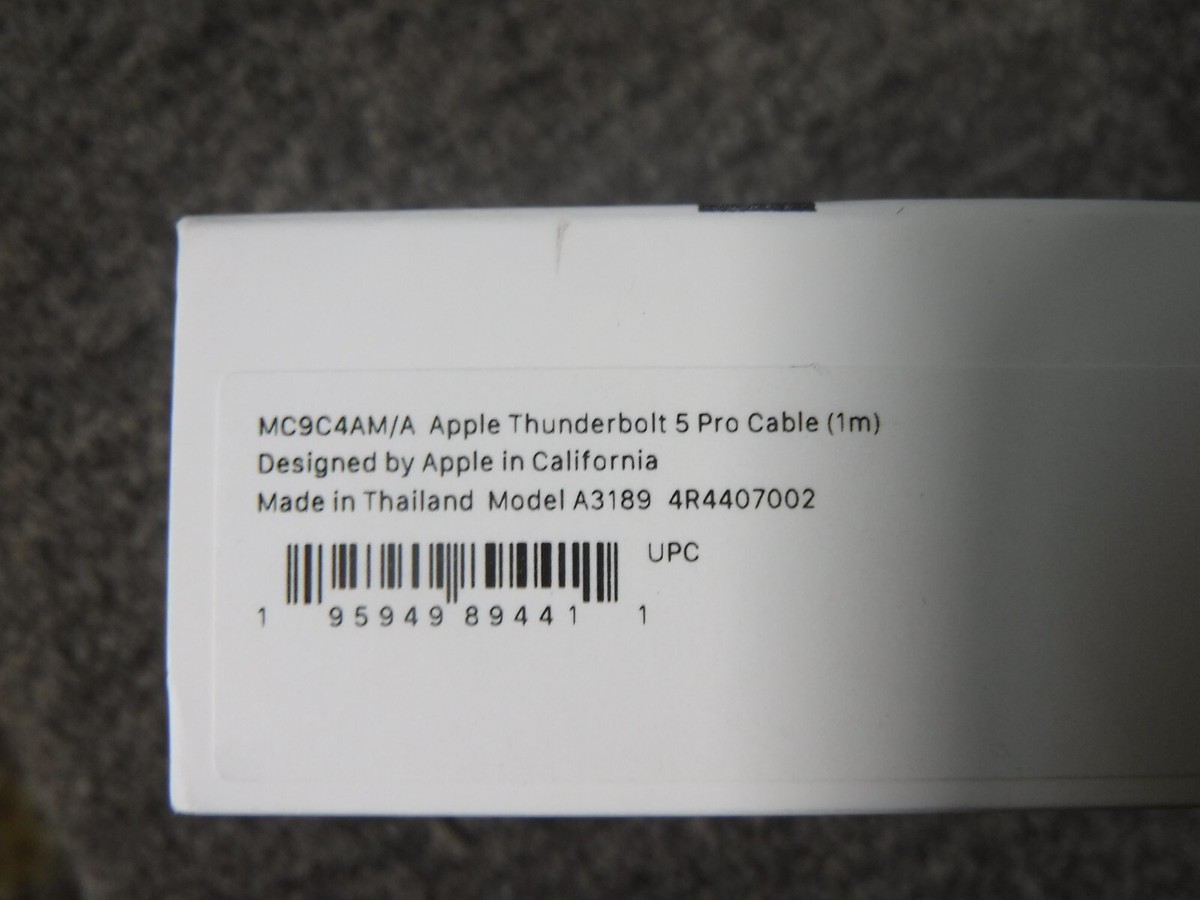 MC9C4AM/A Apple Thunderbolt 5 Pro Cable (1m)
Designed by Apple in California
Made in Thailand Model A3189 4R4407002
UPC
1 95949 89441 1